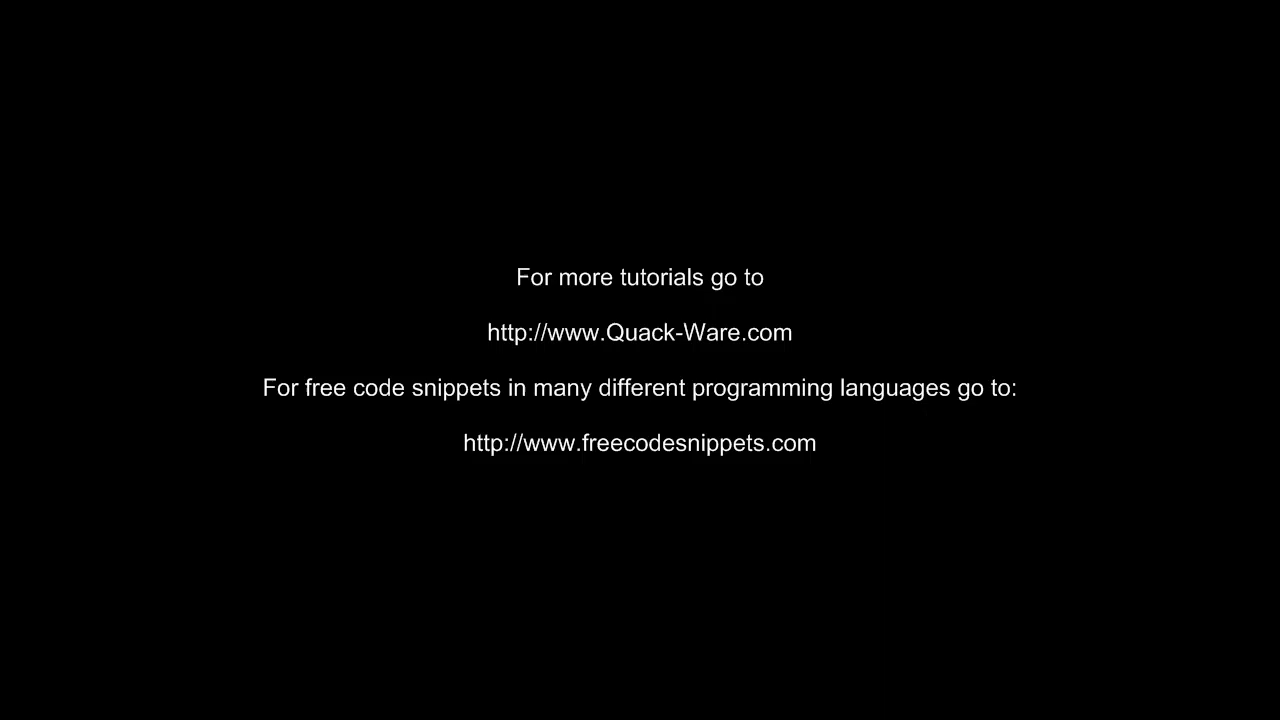 For more tutorials go to
http://www.Quack-Ware.com
For free code snippets in many different programming languages go to:
http://www.freecodesnippets.com